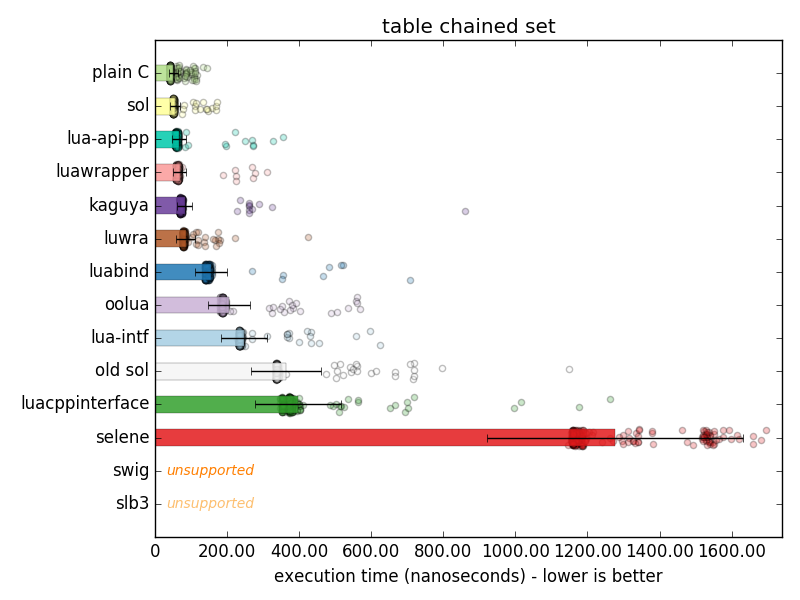 table chained set
plain C
sol
lua-api-pp
luawrapper
kaguya
luwra
luabind
oolua
lua-intf
old sol
luacppinterface
selene
swig unsupported
slb3 unsupported
0 200.00 400.00 600.00 800.00 1000.00 1200.00 1400.00 1600.00
execution time (nanoseconds) - lower is better